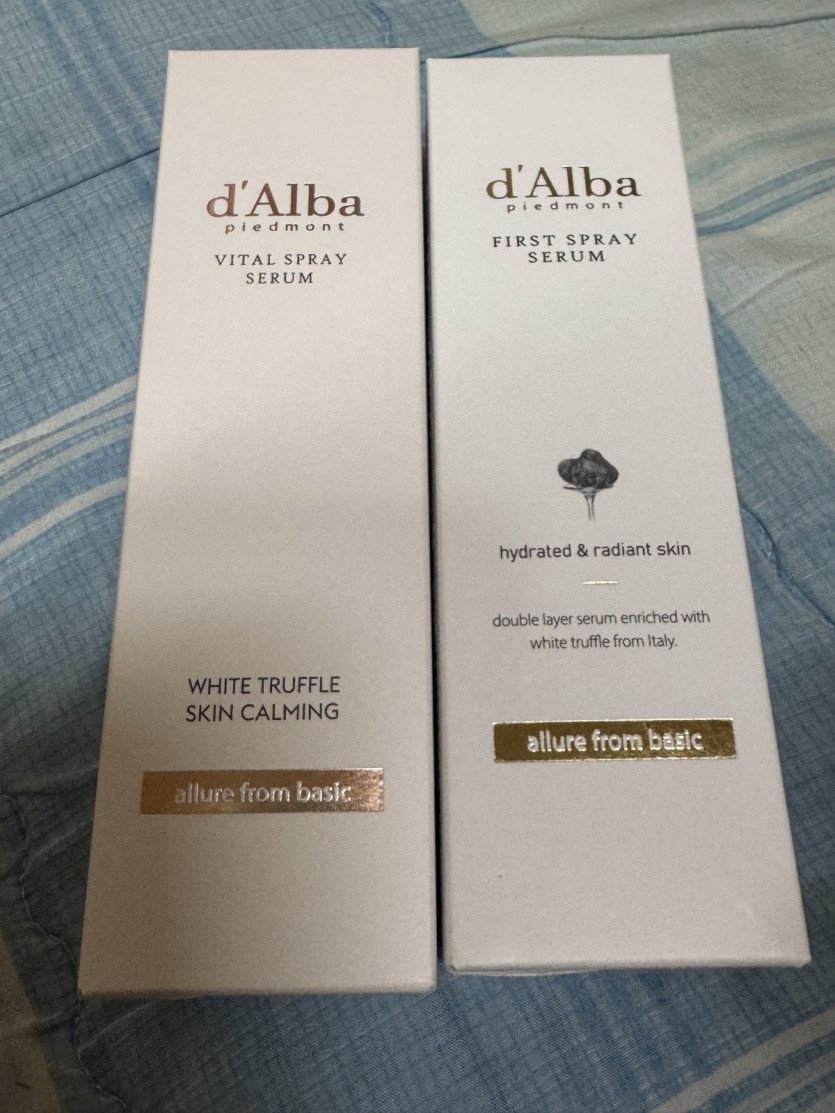 d'Alba
piedmont
VITAL SPRAY
SERUM
WHITE TRUFFLE
SKIN CALMING
allure from basic
d'Alba
piedmont
FIRST SPRAY
SERUM
hydrated & radiant skin
double layer serum enriched with
white truffle from Italy.
allure from basic